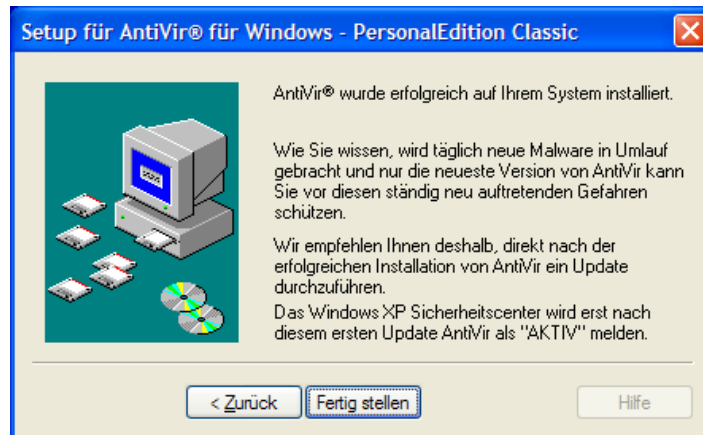 Setup für AntiVir® für Windows - PersonalEdition Classic
AntiVir® wurde erfolgreich auf Ihrem System installiert.
Wie Sie wissen, wird täglich neue Malware in Umlauf
gebracht und nur die neueste Version von AntiVir kann
Sie vor diesen ständig neu auftretenden Gefahren
schützen.
Wir empfehlen Ihnen deshalb, direkt nach der
erfolgreichen Installation von AntiVir ein Update
durchzuführen.
Das Windows XP Sicherheitscenter wird erst nach
diesem ersten Update AntiVir als "AKTIV" melden.
< Zurück
Fertig stellen
Hilfe